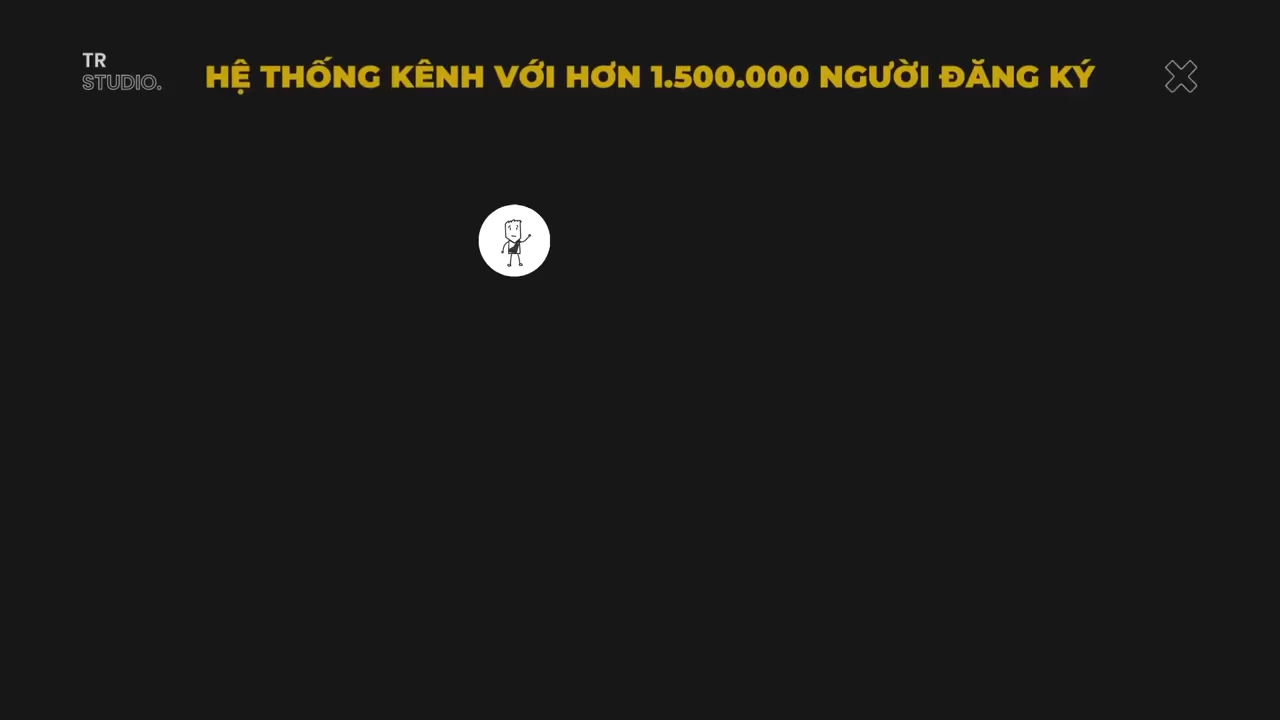 TR
STUDIO.
HỆ THỐNG KÊNH VỚI HƠN 1.500.000 NGƯỜI ĐĂNG KÝ